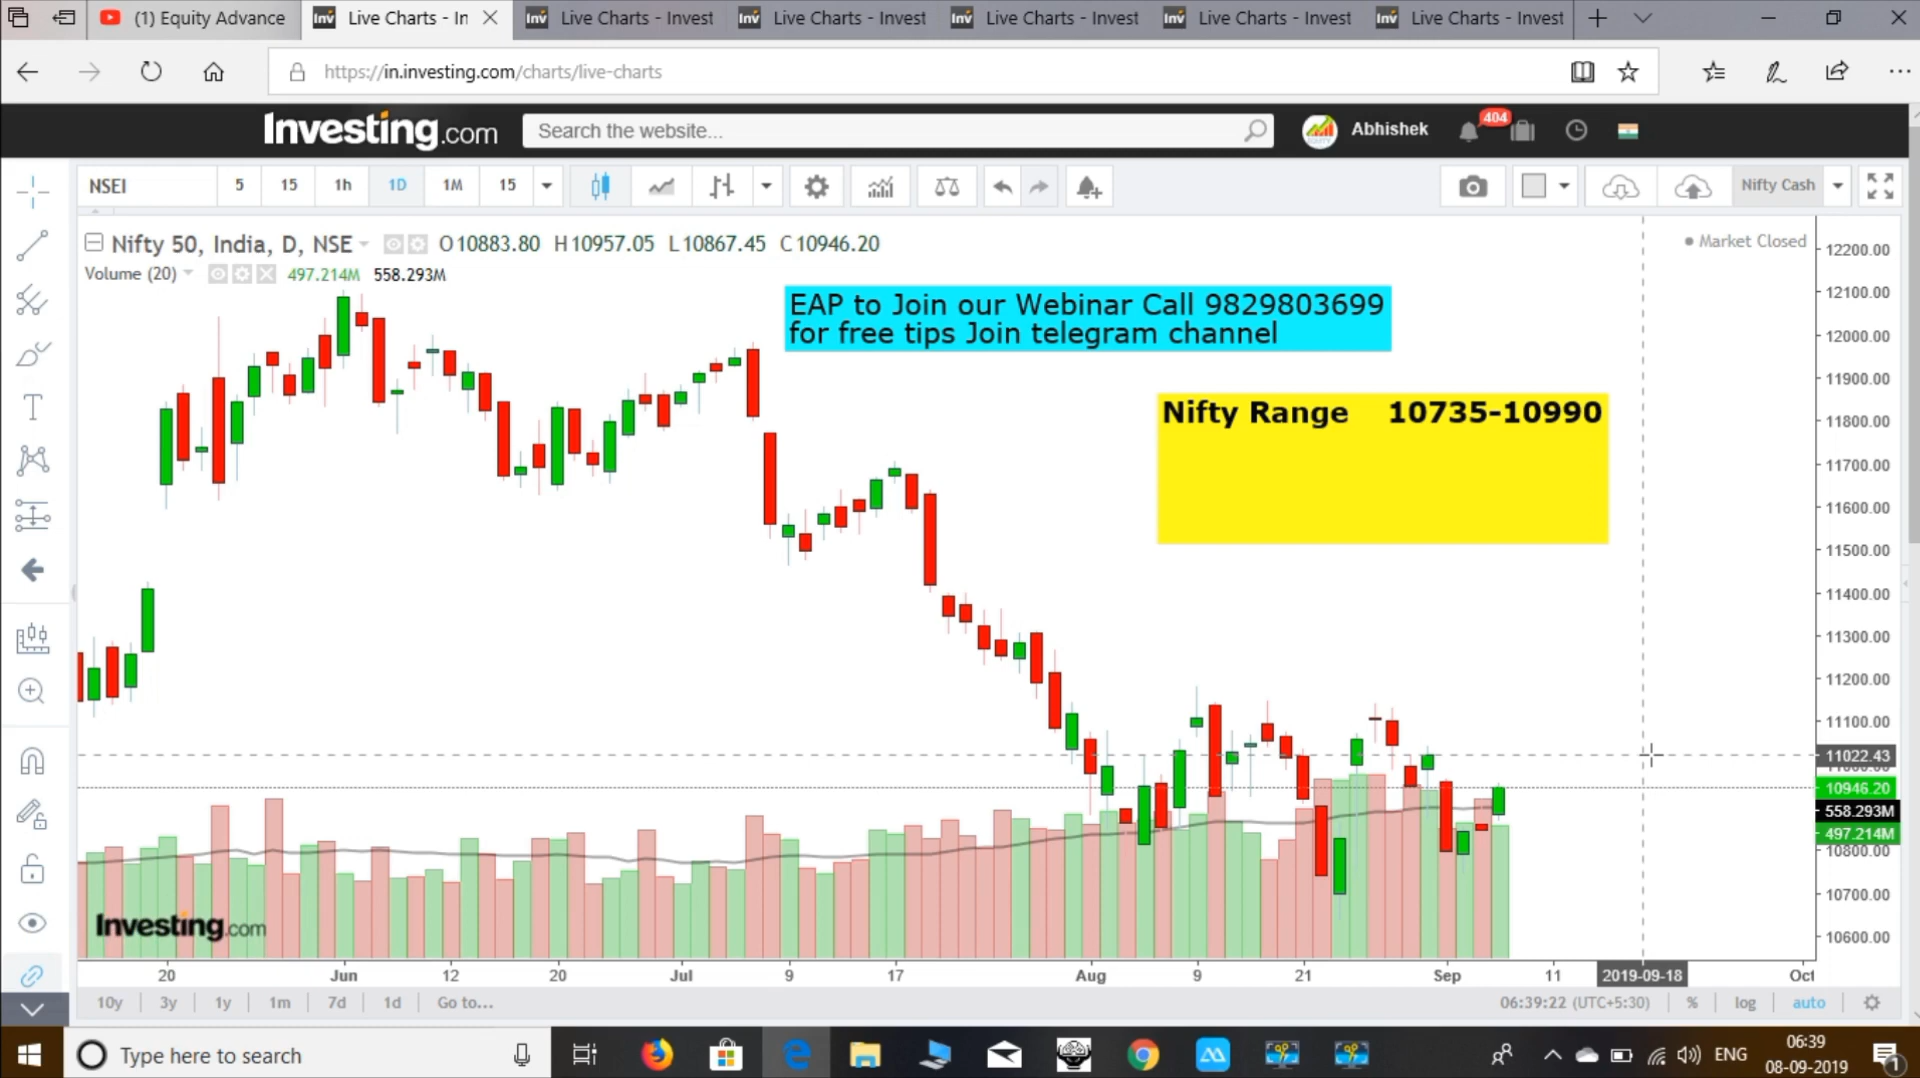 (1) Equity Advance
Live Charts - In
Live Charts - Invest
Live Charts - Invest
Live Charts - Invest
Live Charts - Invest
Live Charts - Invest
https://in.investing.com/charts/live-charts
Investing.com
Search the website...
Abhishek
404
NSEI
5
15
1h
1D
1M
15
Nifty Cash
Nifty 50, India, D, NSE
O10883.80 H10957.05 L10867.45 C10946.20
Market Closed
Volume (20)
497.214M 558.293M
EAP to Join our Webinar Call 9829803699
for free tips Join telegram channel
Nifty Range 10735-10990
12200.00
12100.00
12000.00
11900.00
11800.00
11700.00
11600.00
11500.00
11400.00
11300.00
11200.00
11100.00
11022.43
10946.20
558.293M
497.214M
10800.00
10700.00
10600.00
Investing.com
20 Jun 12 20 Jul 9 17 Aug 9 21 Sep 11 2019-09-18 Oct
10y 3y 1y 1m 7d 1d Go to...
06:39:22 (UTC+5:30) % log auto
Type here to search
ENG
06:39
08-09-2019
1